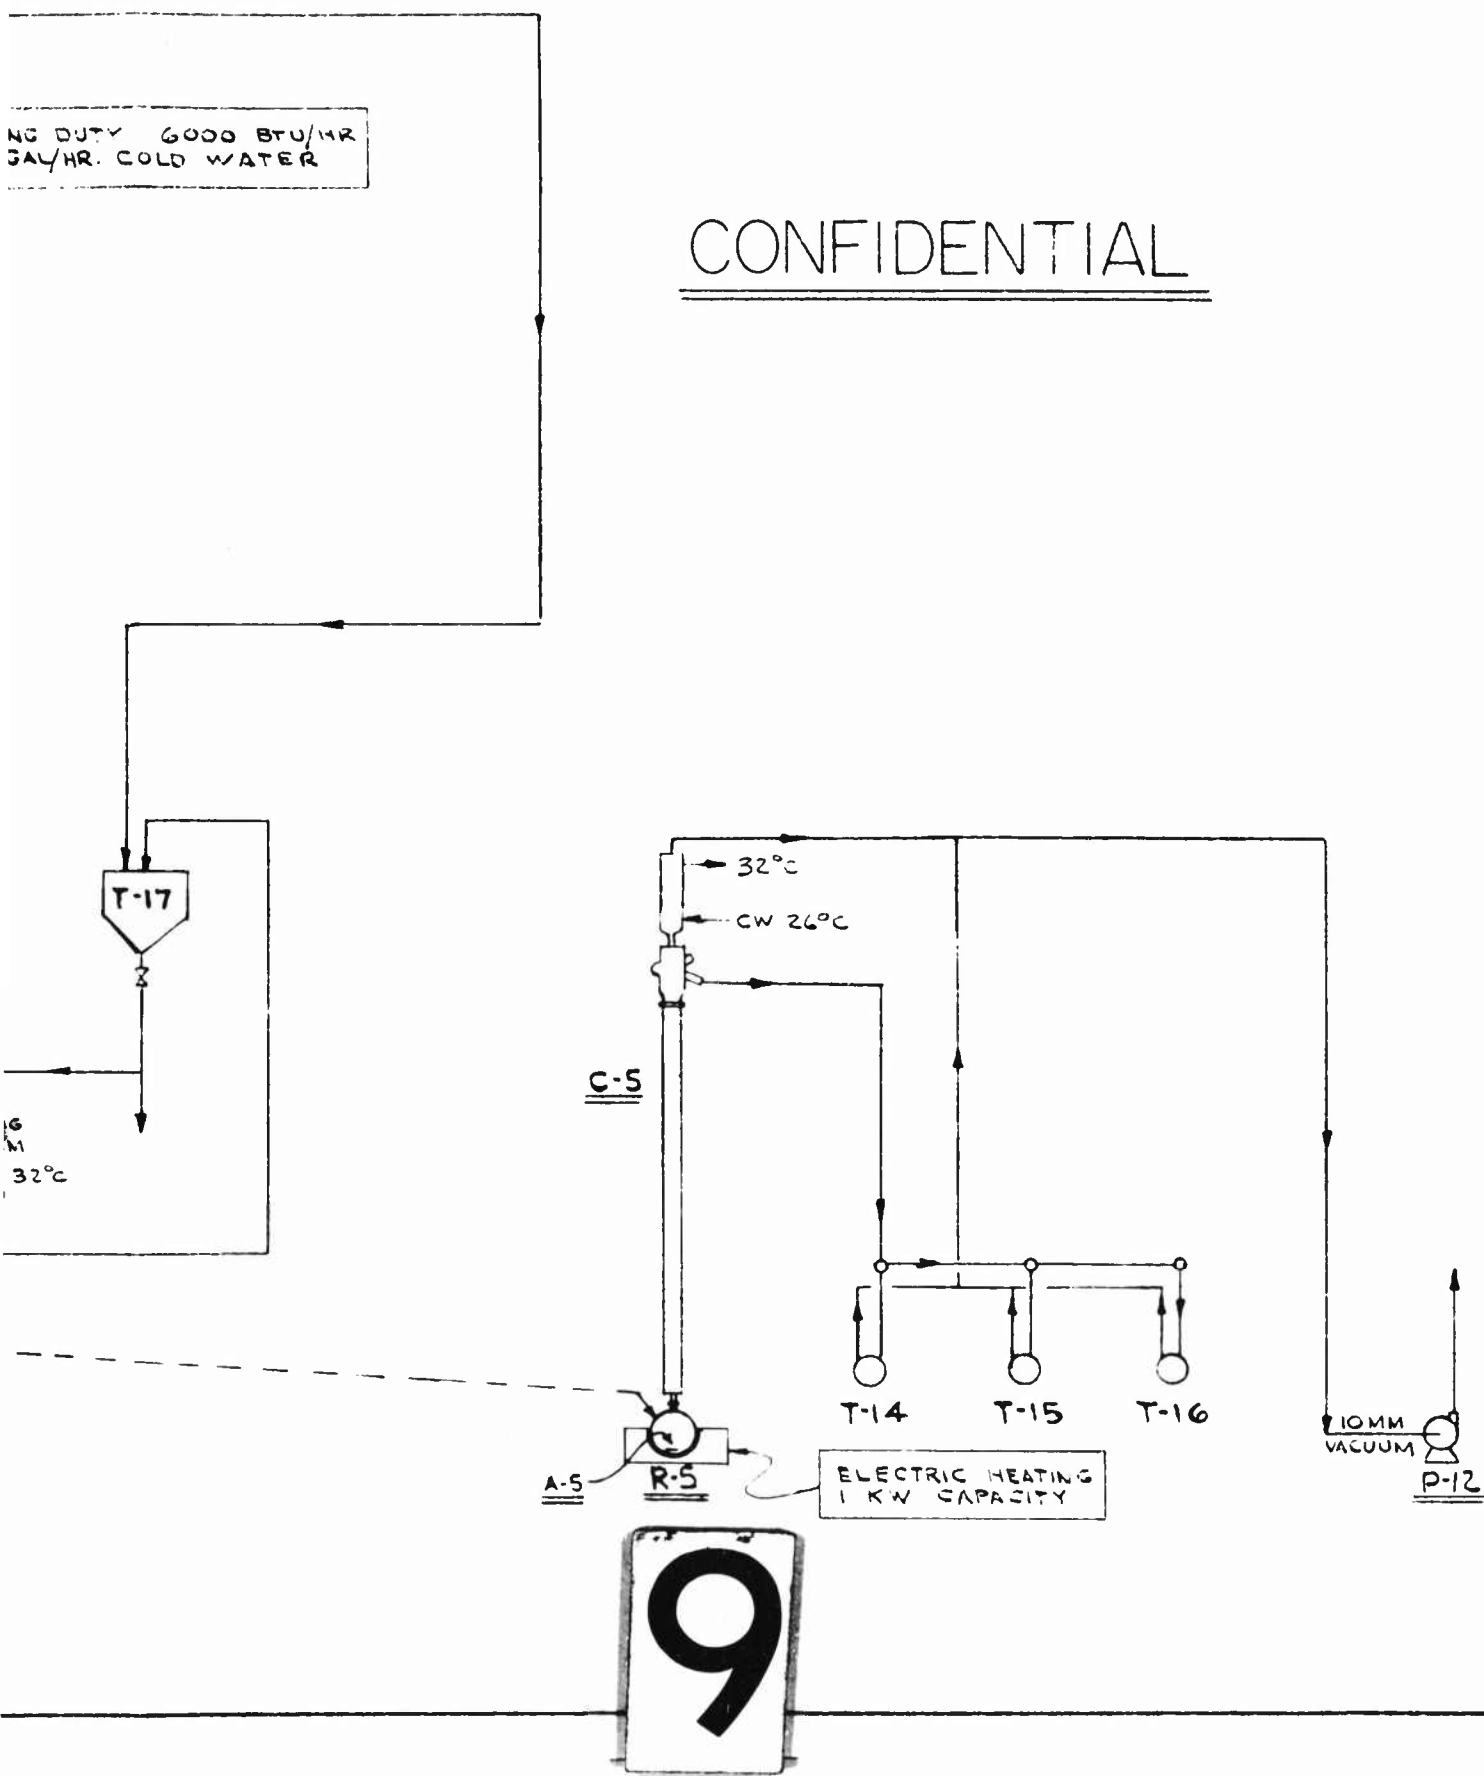 NG DUTY 6000 BTU/HR
GAL/HR. COLD WATER
CONFIDENTIAL
T-17
32°C
CW 26°C
C-5
G
M
32°C
T-14
T-15
T-16
10MM
VACUUM
P-12
A-5
R-5
ELECTRIC HEATING
1 KW CAPACITY
9